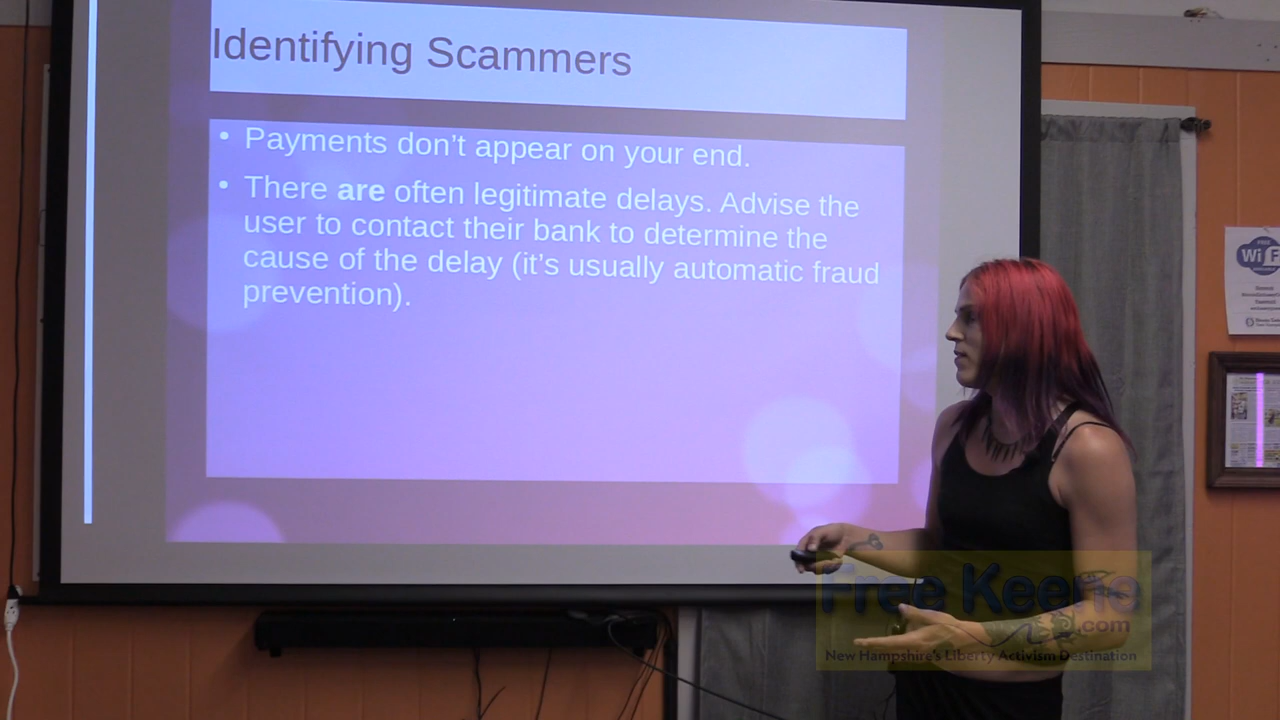 Identifying Scammers
• Payments don't appear on your end.
• There are often legitimate delays. Advise the
user to contact their bank to determine the
cause of the delay (it's usually automatic fraud
prevention).
FREE
Wi F
Free Keene
.com
New Hampshire's Liberty Activism Destination